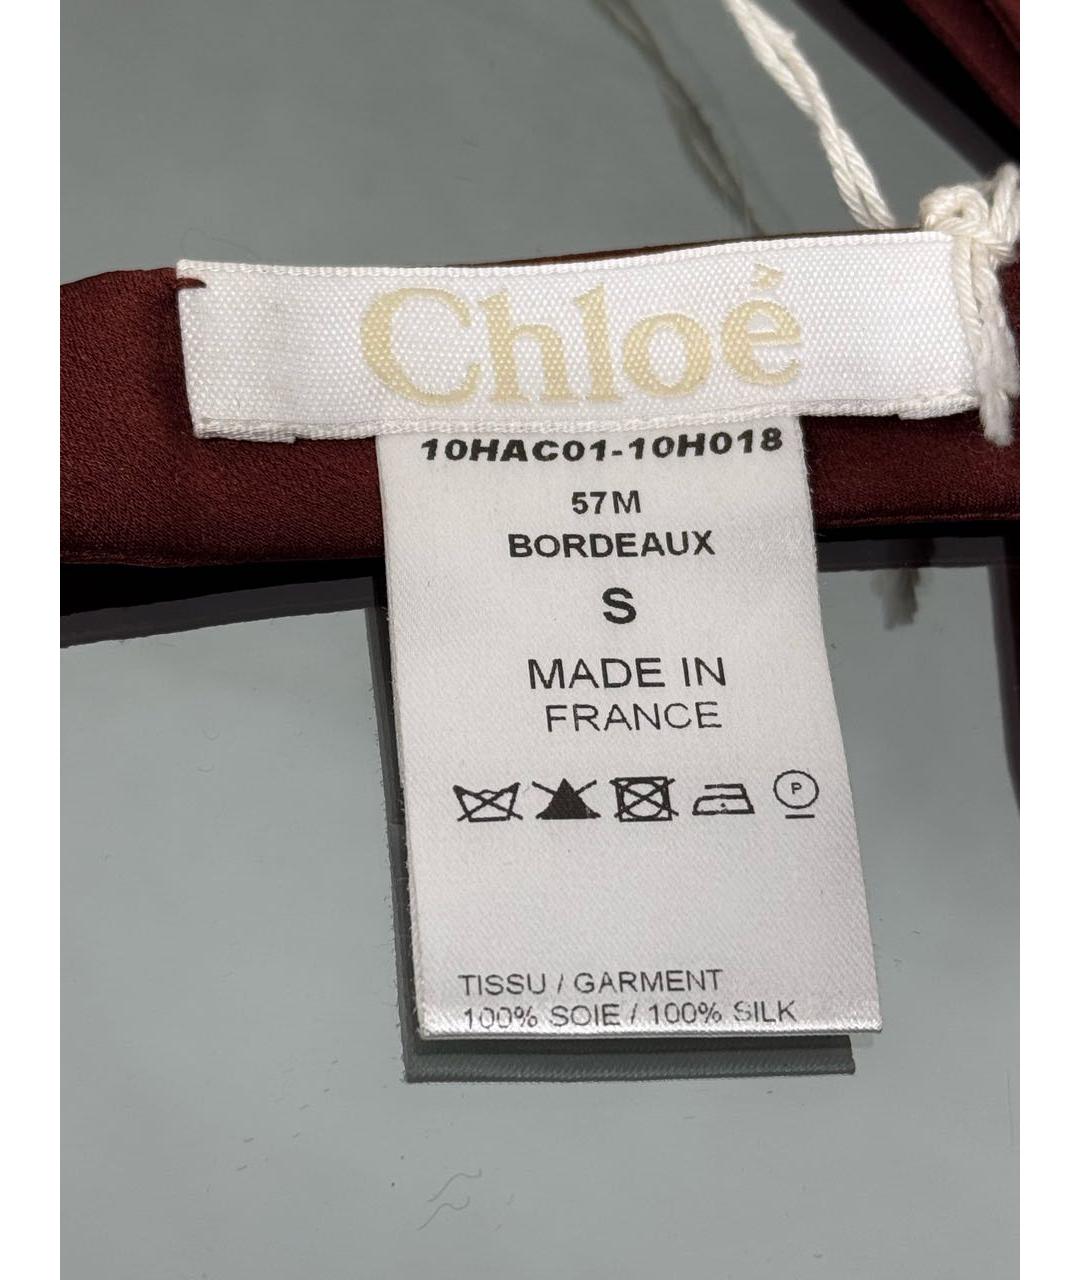 Chloé
10HAC01-10H018
57M
BORDEAUX
S
MADE IN
FRANCE
P
TISSU / GARMENT
100% SOIE / 100% SILK